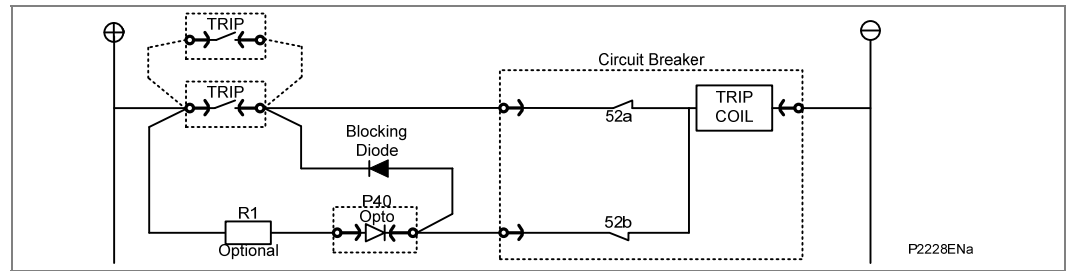 TRIP
TRIP
Circuit Breaker
52a
TRIP
COIL
Blocking
Diode
P40
Opto
R1
Optional
52b
P2228ENa